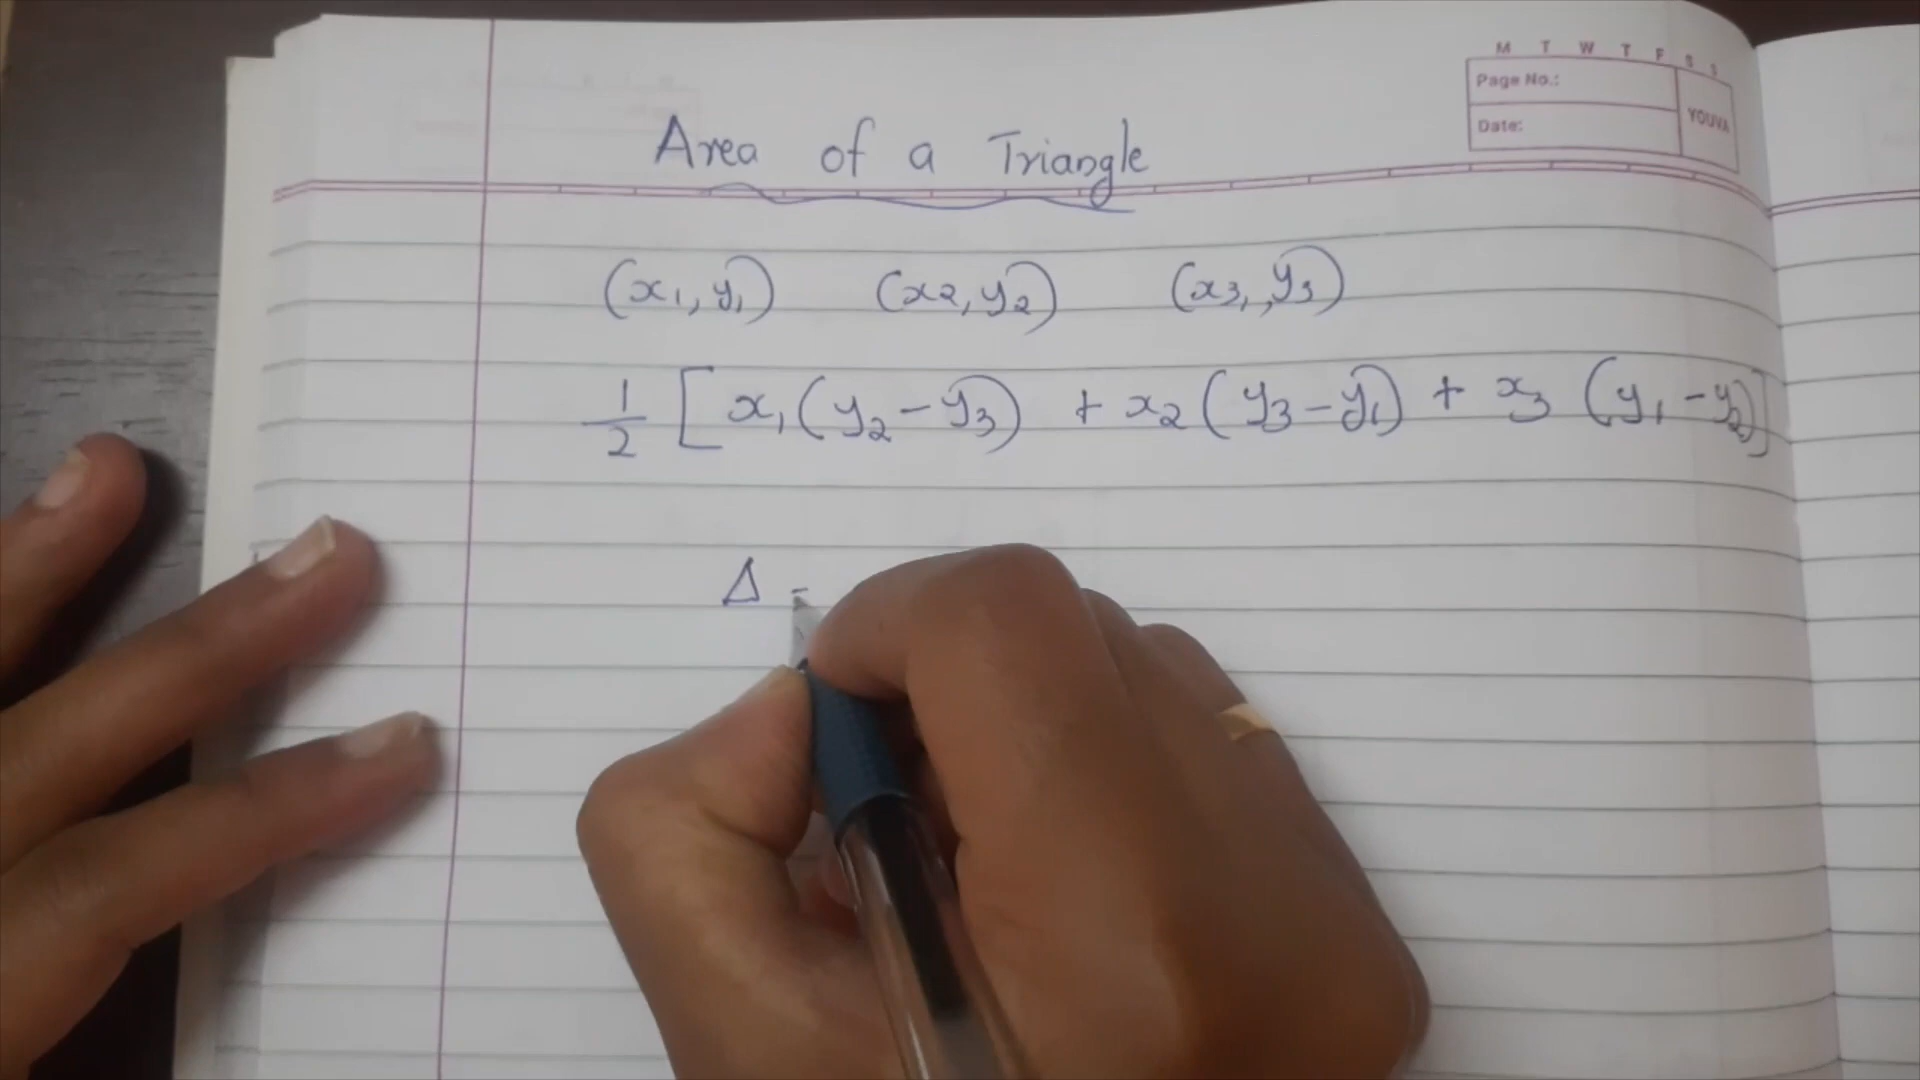 M T W T F S S
Page No.:
Date:
YOUVA
Area of a Triangle
(x₁, y₁) (x₂, y₂) (x₃, y₃)
1/2 [x₁(y₂ - y₃) + x₂(y₃ - y₁) + x₃(y₁ - y₂)]
Δ =